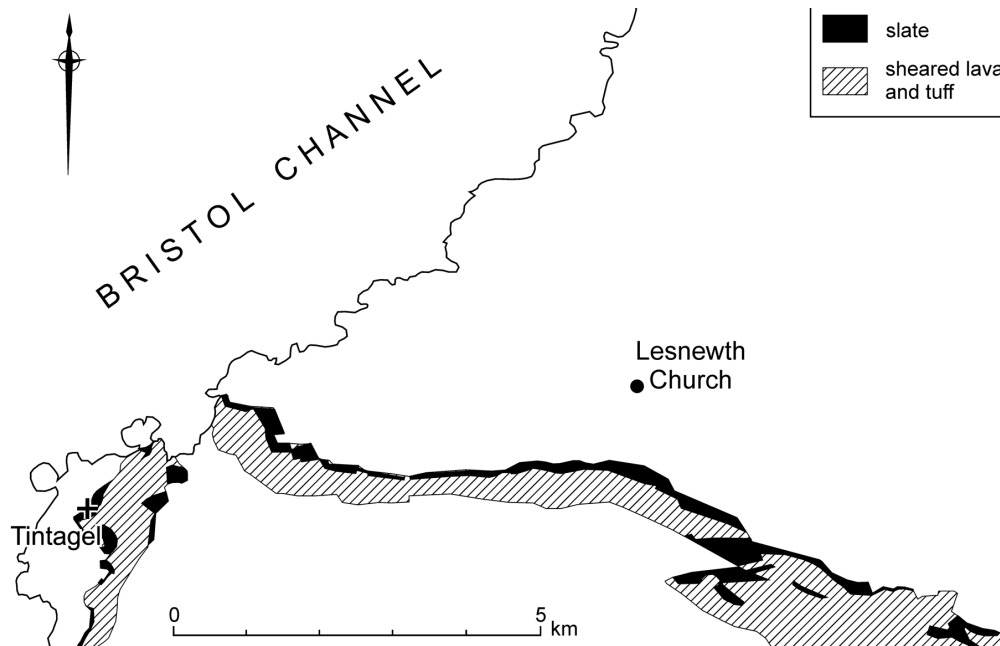 slate
sheared lava
and tuff
BRISTOL CHANNEL
Lesnewth
Church
Tintagel
0
5
km